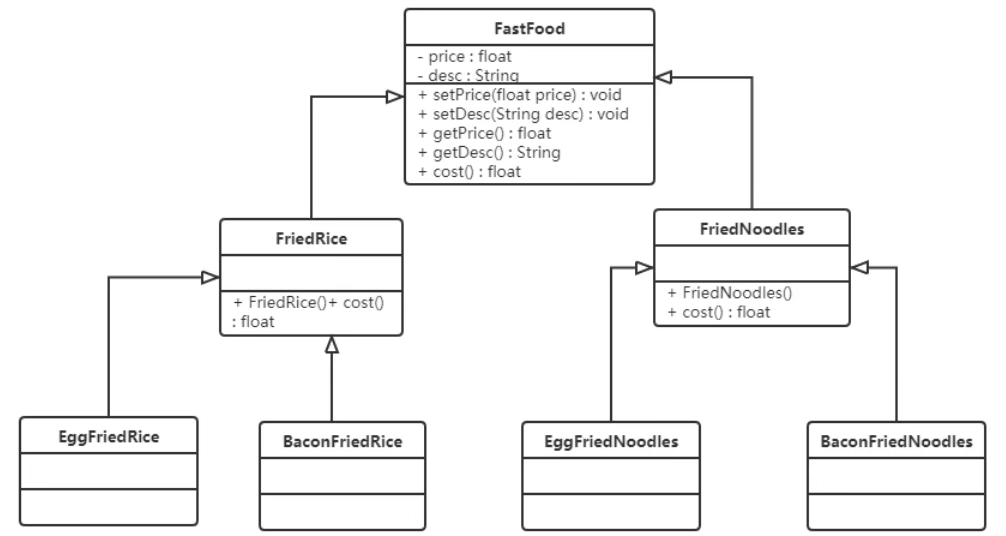 FastFood
- price : float
- desc : String
+ setPrice(float price) : void
+ setDesc(String desc) : void
+ getPrice() : float
+ getDesc() : String
+ cost() : float
FriedRice
+ FriedRice()+ cost()
: float
FriedNoodles
+ FriedNoodles()
+ cost() : float
EggFriedRice
BaconFriedRice
EggFriedNoodles
BaconFriedNoodles